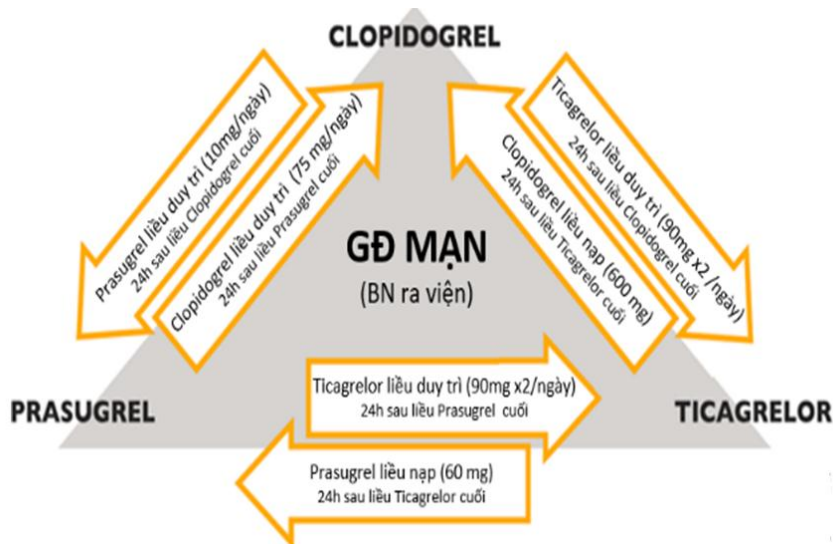 CLOPIDOGREL
Prasugrel liều duy trì (10mg/ngày)
24h sau liều Clopidogrel cuối
Clopidogrel liều duy trì (75 mg/ngày)
24h sau liều Prasugrel cuối
Ticagrelor liều duy trì (90mg x2 /ngày)
24h sau liều Clopidogrel cuối
Clopidogrel liều nạp (600 mg)
24h sau liều Ticagrelor cuối
GĐ MẠN
(BN ra viện)
PRASUGREL
Ticagrelor liều duy trì (90mg x2/ngày)
24h sau liều Prasugrel cuối
TICAGRELOR
Prasugrel liều nạp (60 mg)
24h sau liều Ticagrelor cuối